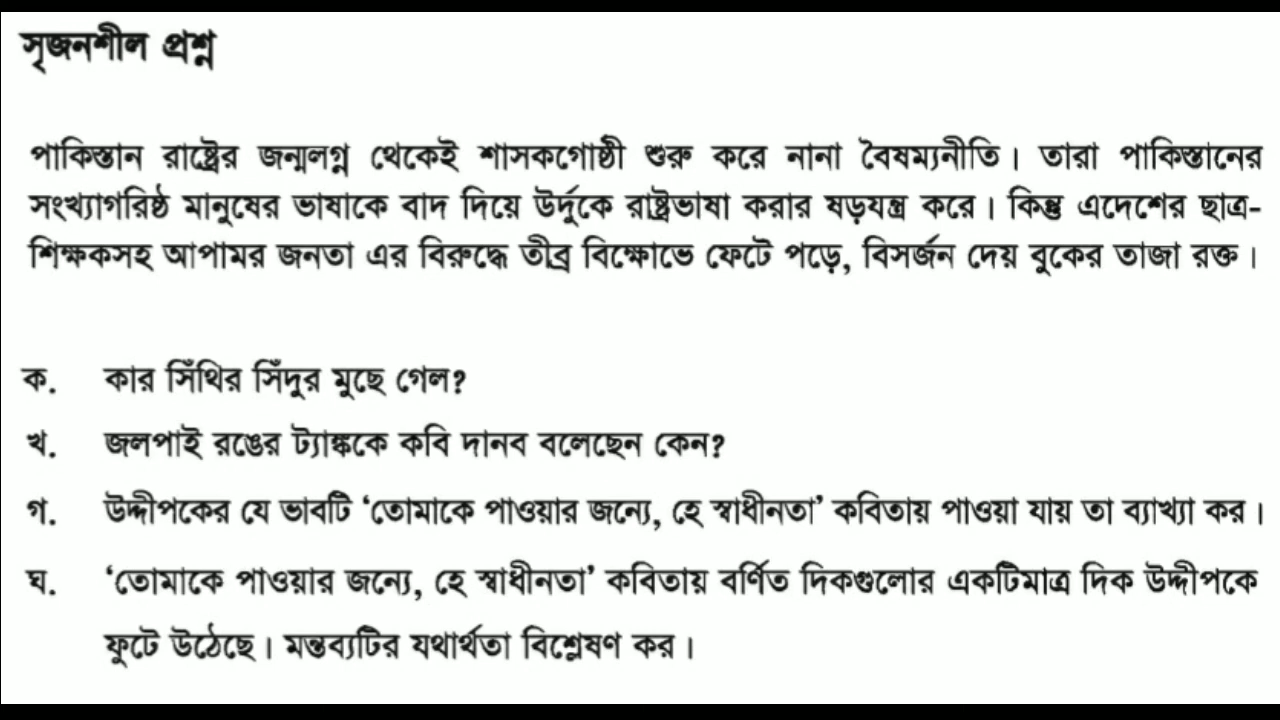 সৃজনশীল প্রশ্ন
পাকিস্তান রাষ্ট্রের জন্মলগ্ন থেকেই শাসকগোষ্ঠী শুরু করে নানা বৈষম্যনীতি। তারা পাকিস্তানের
সংখ্যাগরিষ্ঠ মানুষের ভাষাকে বাদ দিয়ে উর্দুকে রাষ্ট্রভাষা করার ষড়যন্ত্র করে। কিন্তু এদেশের ছাত্র-
শিক্ষকসহ আপামর জনতা এর বিরুদ্ধে তীব্র বিক্ষোভে ফেটে পড়ে, বিসর্জন দেয় বুকের তাজা রক্ত।
ক. কার সিঁথির সিঁদুর মুছে গেল?
খ. জলপাই রঙের ট্যাঙ্ককে কবি দানব বলেছেন কেন?
গ. উদ্দীপকের যে ভাবটি ‘তোমাকে পাওয়ার জন্যে, হে স্বাধীনতা’ কবিতায় পাওয়া যায় তা ব্যাখ্যা কর।
ঘ. ‘তোমাকে পাওয়ার জন্যে, হে স্বাধীনতা’ কবিতায় বর্ণিত দিকগুলোর একটিমাত্র দিক উদ্দীপকে
ফুটে উঠেছে। মন্তব্যটির যথার্থতা বিশ্লেষণ কর।